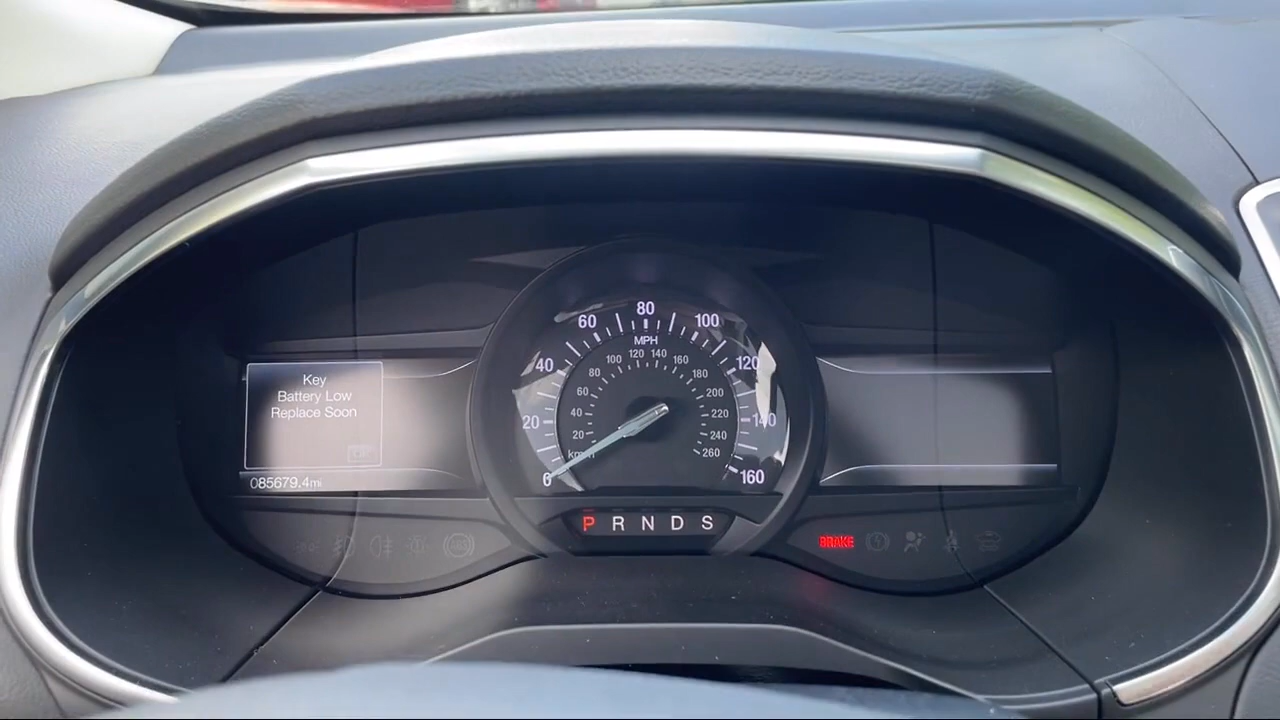 Key
Battery Low
Replace Soon
085679.4mi
0
20
40
60
80
100
120
140
160
MPH
20
40
60
80
100
120
140
160
180
200
220
240
260
km/h
P R N D S
BRAKE